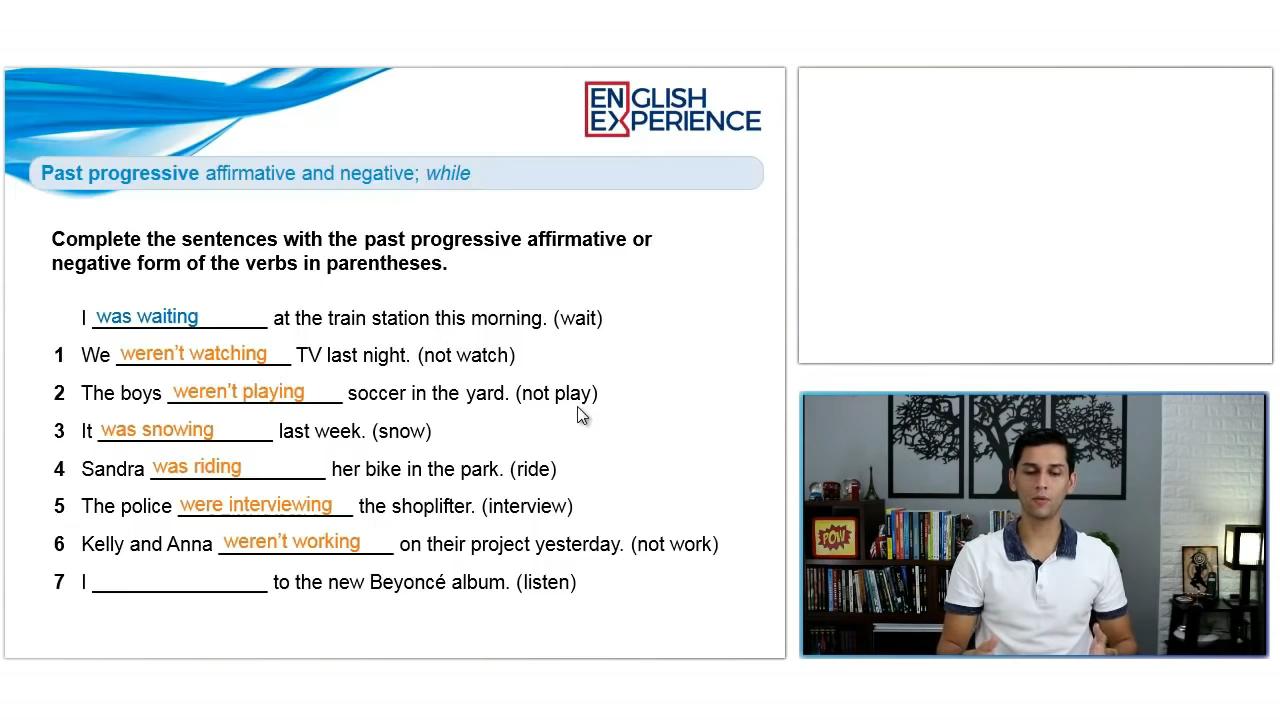 ENGLISH
EXPERIENCE
Past progressive affirmative and negative; while
Complete the sentences with the past progressive affirmative or
negative form of the verbs in parentheses.
I was waiting at the train station this morning. (wait)
1 We weren't watching TV last night. (not watch)
2 The boys weren't playing soccer in the yard. (not play)
3 It was snowing last week. (snow)
4 Sandra was riding her bike in the park. (ride)
5 The police were interviewing the shoplifter. (interview)
6 Kelly and Anna weren't working on their project yesterday. (not work)
7 I _______________ to the new Beyoncé album. (listen)
POW